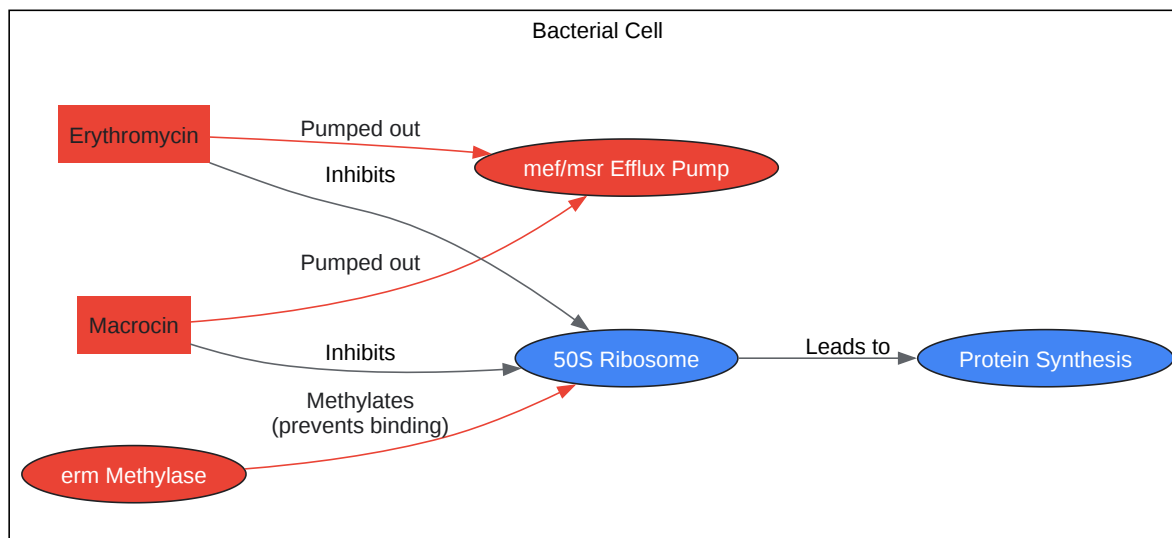 Bacterial Cell
Erythromycin
Pumped out
mef/msr Efflux Pump
Inhibits
Pumped out
Macrocin
Inhibits
50S Ribosome
Leads to
Protein Synthesis
Methylates
(prevents binding)
erm Methylase